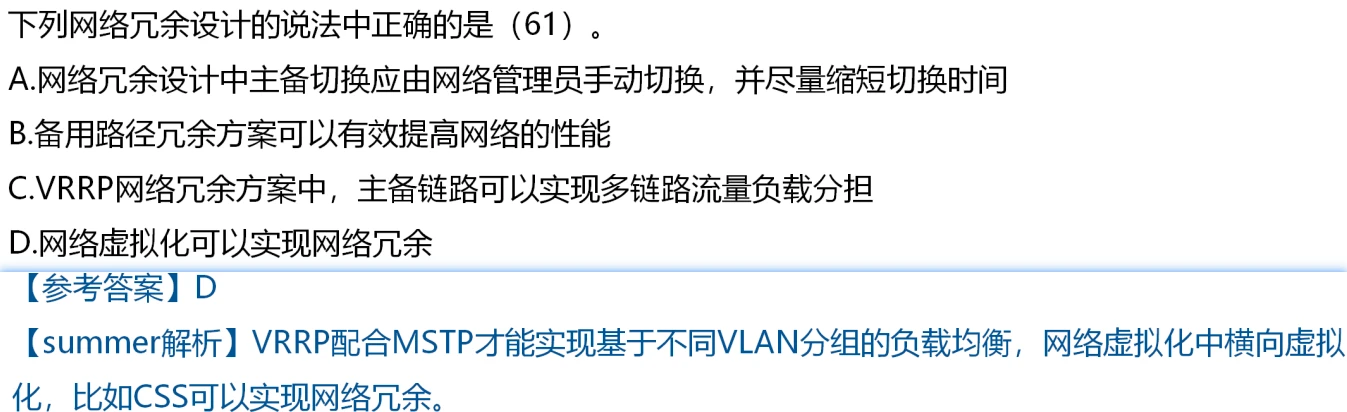 下列网络冗余设计的说法中正确的是（61）。
A.网络冗余设计中主备切换应由网络管理员手动切换，并尽量缩短切换时间
B.备用路径冗余方案可以有效提高网络的性能
C.VRRP网络冗余方案中，主备链路可以实现多链路流量负载分担
D.网络虚拟化可以实现网络冗余
【参考答案】D
【summer解析】VRRP配合MSTP才能实现基于不同VLAN分组的负载均衡，网络虚拟化中横向虚拟
化，比如CSS可以实现网络冗余。